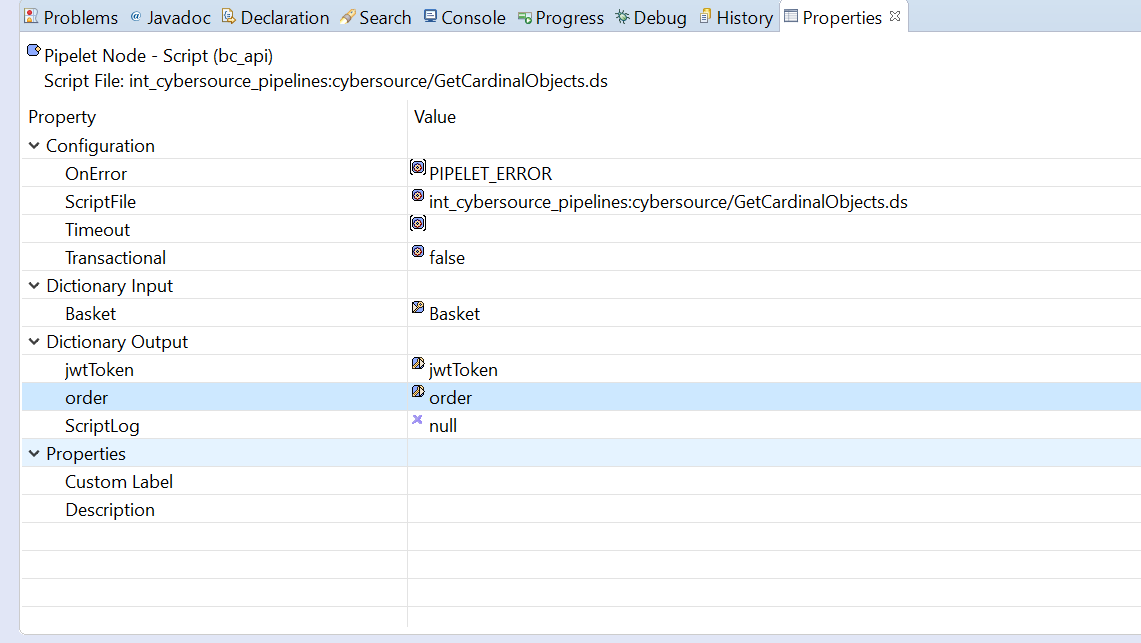 Problems @ Javadoc Declaration Search Console Progress Debug History Properties
Pipelet Node - Script (bc_api)
Script File: int_cybersource_pipelines:cybersource/GetCardinalObjects.ds
Property Value
Configuration
OnError PIPELET_ERROR
ScriptFile int_cybersource_pipelines:cybersource/GetCardinalObjects.ds
Timeout
Transactional false
Dictionary Input
Basket Basket
Dictionary Output
jwtToken jwtToken
order order
ScriptLog null
Properties
Custom Label
Description